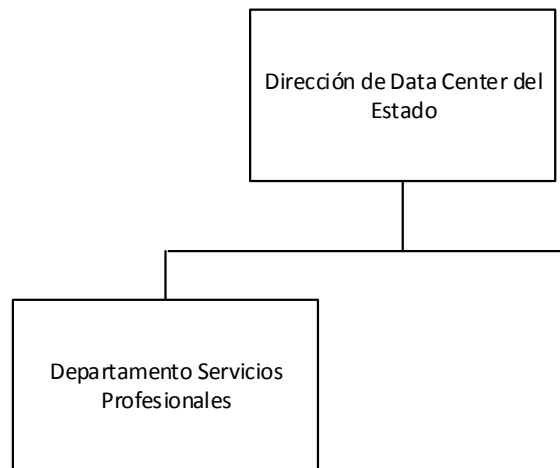 Dirección de Data Center del
Estado
Departamento Servicios
Profesionales